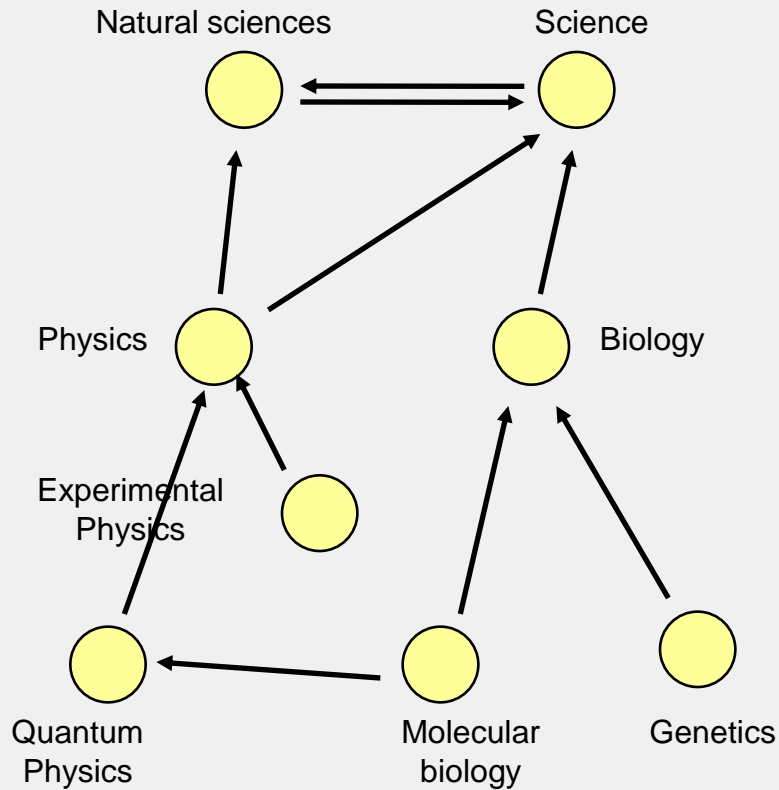 Natural sciences
Science
Physics
Biology
Experimental
Physics
Quantum
Physics
Molecular
biology
Genetics